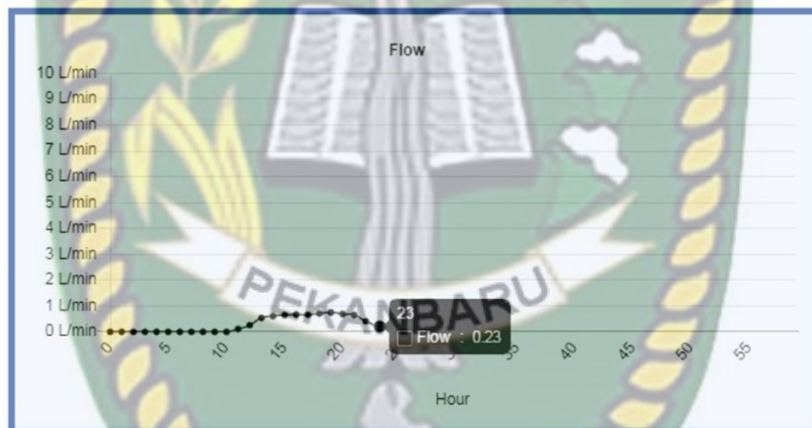 Flow
10 L/min
9 L/min
8 L/min
7 L/min
6 L/min
5 L/min
4 L/min
3 L/min
2 L/min
1 L/min
0 L/min
PEKANBARU
23
Flow : 0.23
0 5 10 15 20 35 40 45 50 55
Hour